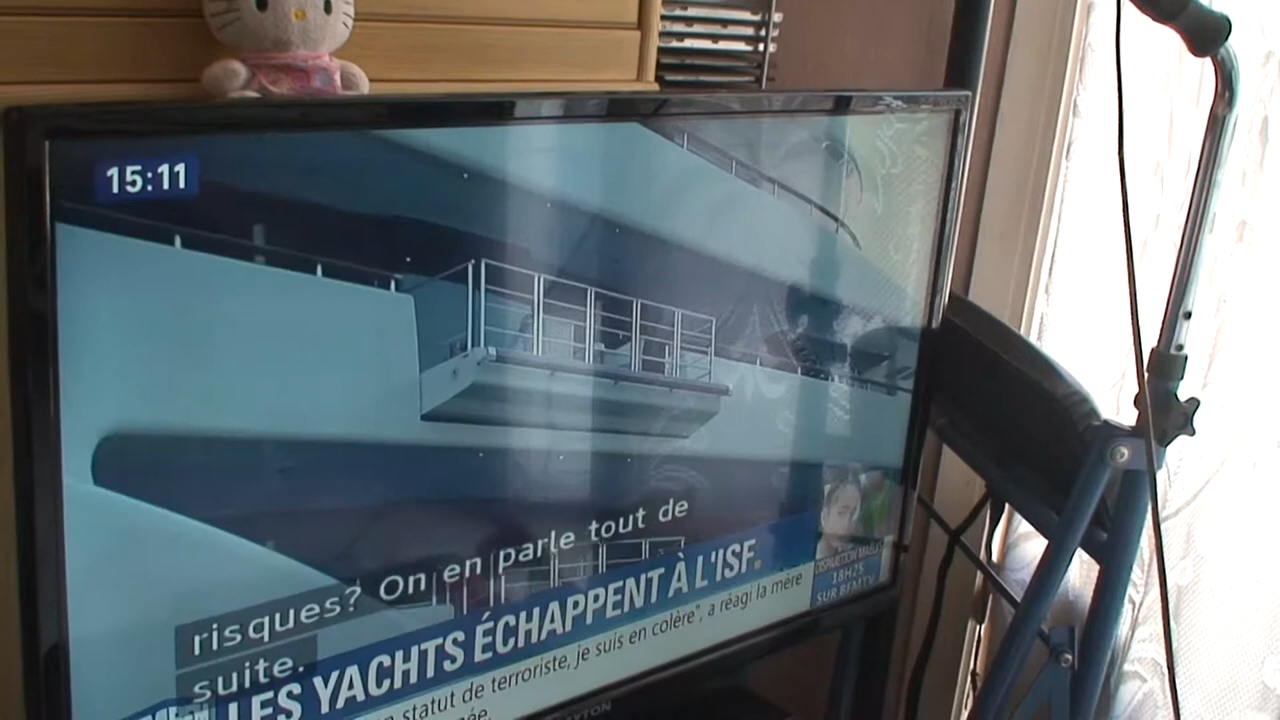 15:11
risques? On en parle tout de
suite.
LES YACHTS ÉCHAPPENT À L'ISF.
statut de terroriste, je suis en colère", a réagi la mère
DISPARITION
18H25
SUR BFMTV